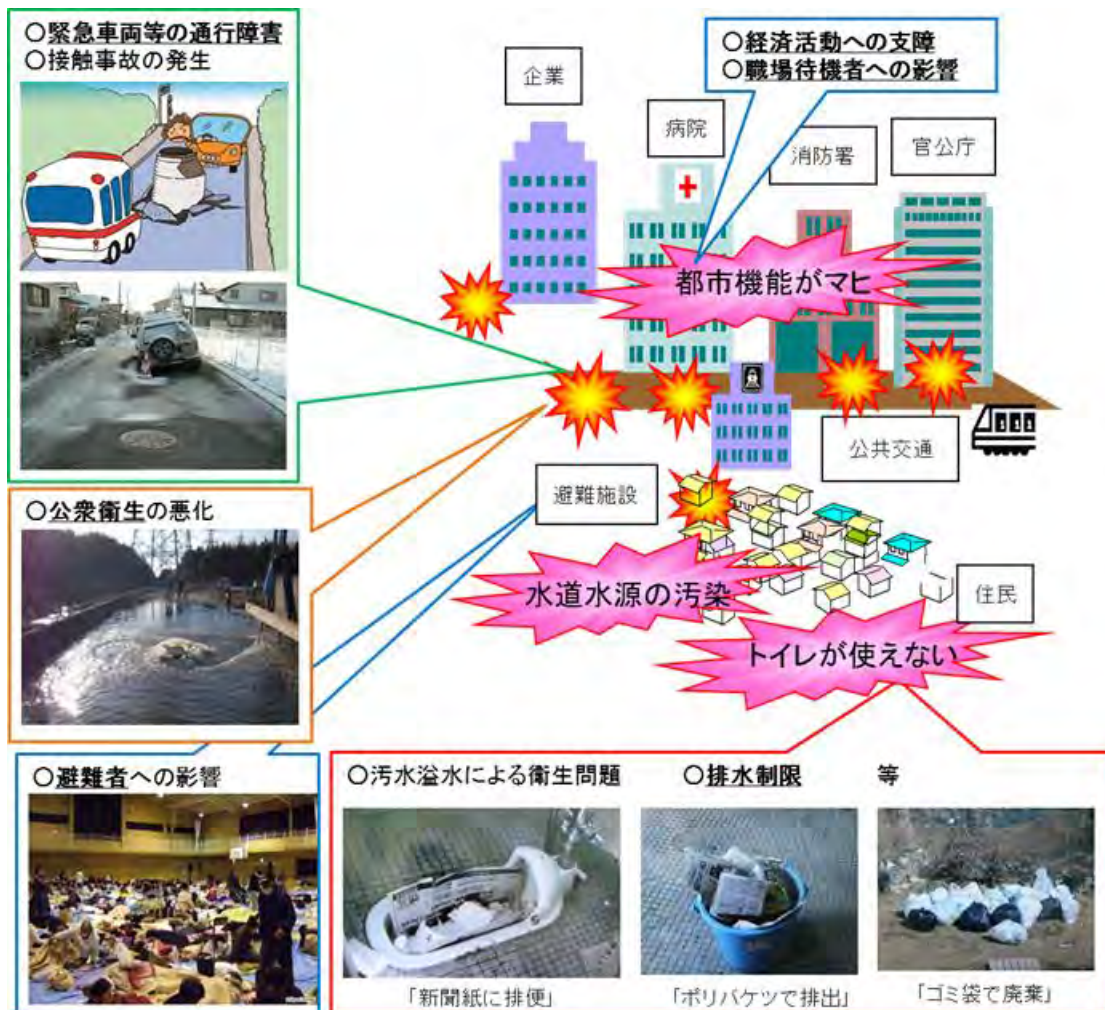 ○緊急車両等の通行障害
○接触事故の発生
○経済活動への支障
○職場待機者への影響
企業
病院
消防署
官公庁
都市機能がマヒ
公共交通
避難施設
○公衆衛生の悪化
水道水源の汚染
住民
トイレが使えない
○避難者への影響
○汚水溢水による衛生問題 ○排水制限 等
「新聞紙に排便」
「ポリバケツで排出」
「ゴミ袋で廃棄」